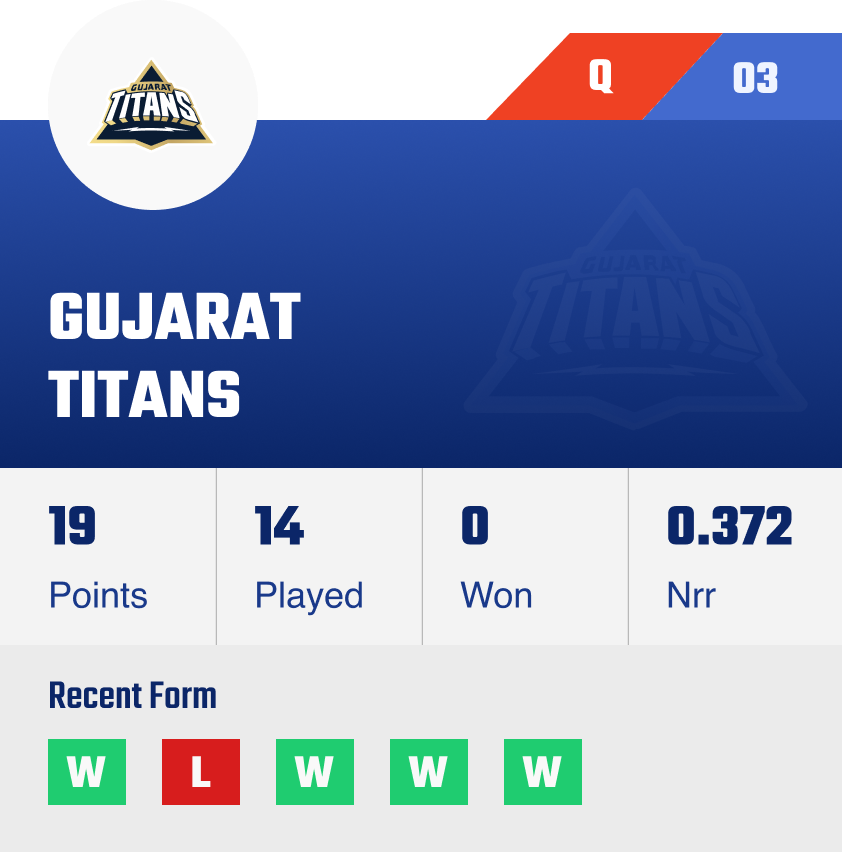 GUJARAT
TITANS
Q
03
GUJARAT
TITANS
GUJARAT
TITANS
19
14
0
0.372
Points
Played
Won
Nrr
Recent Form
W L W W W